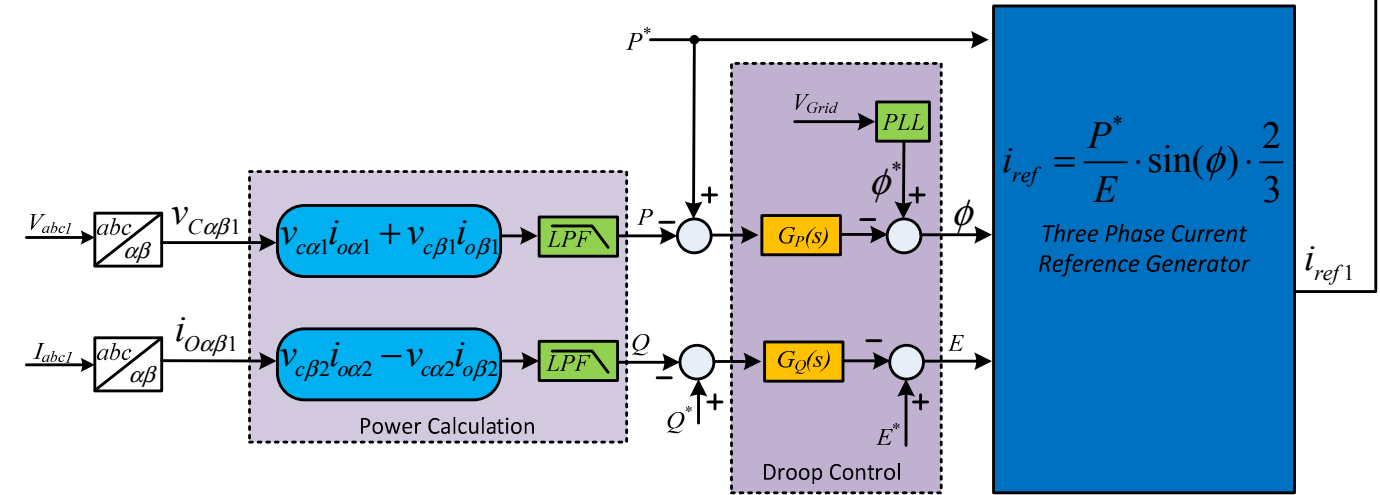 P*
V_Grid
PLL
ϕ*
i_ref = P*/E · sin(ϕ) · 2/3
Three Phase Current
Reference Generator
V_abc1
abc
αβ
v_Cαβ1
v_cα1 i_oα1 + v_cβ1 i_oβ1
LPF
P
−
+
G_P(s)
−
+
ϕ
i_ref1
I_abc1
abc
αβ
i_Oαβ1
v_cβ2 i_oα2 − v_cα2 i_oβ2
LPF
Q
−
+
Q*
G_Q(s)
−
+
E
E*
Power Calculation
Droop Control